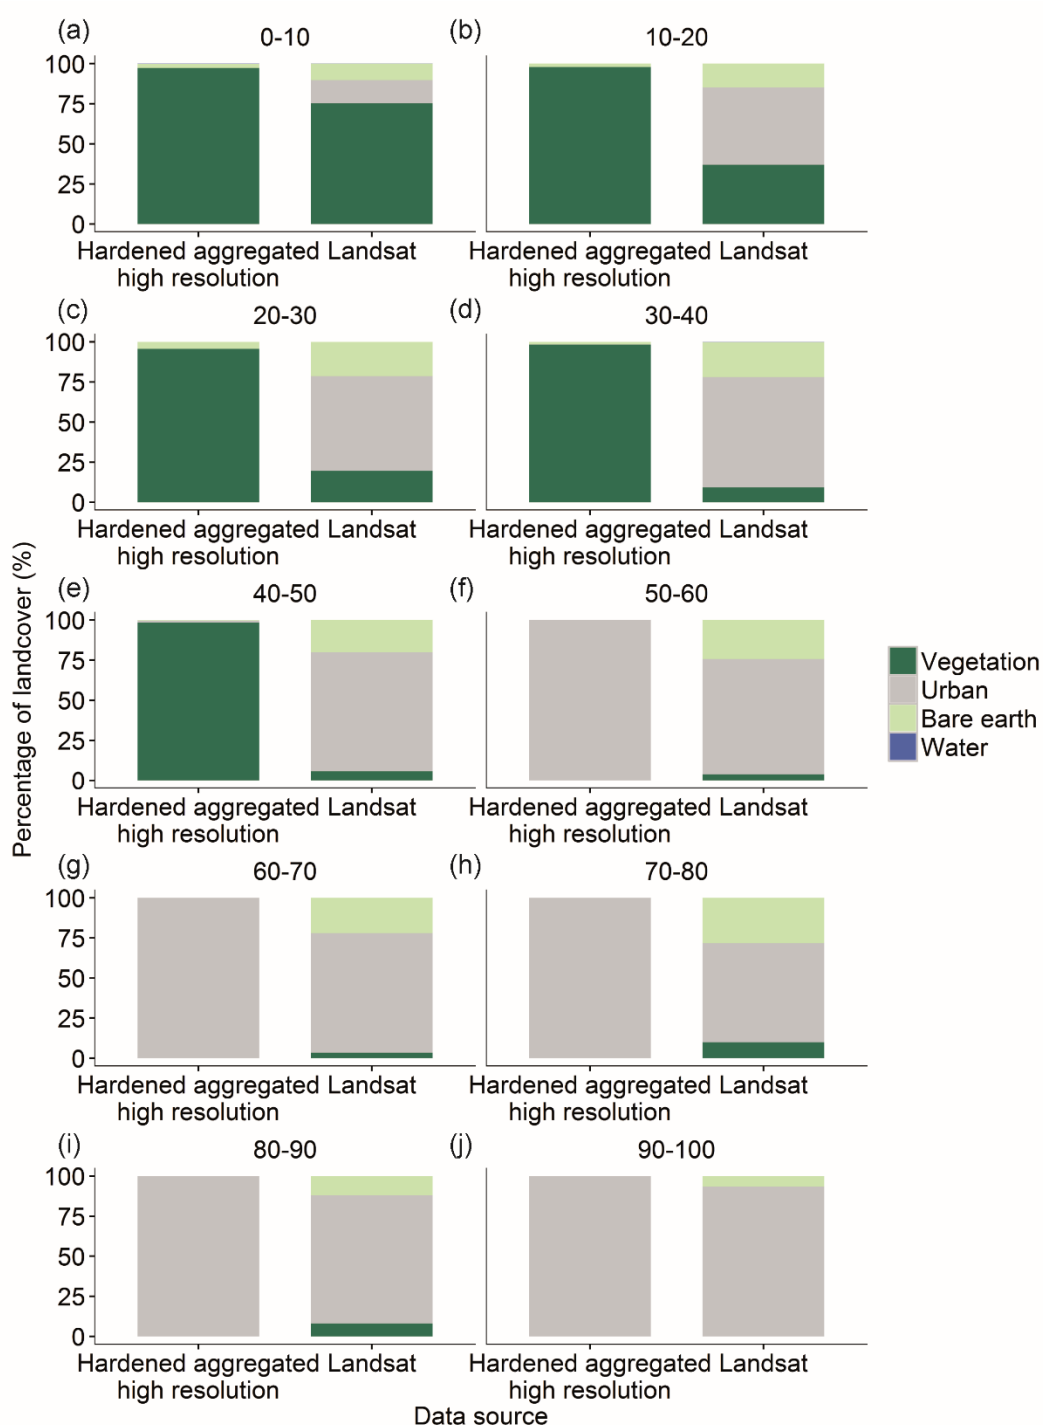 (a) 0-10 (b) 10-20
100
75
50
25
0
Hardened aggregated Landsat Hardened aggregated Landsat
high resolution high resolution
(c) 20-30 (d) 30-40
100
75
50
25
0
Hardened aggregated Landsat Hardened aggregated Landsat
high resolution high resolution
Percentage of landcover (%)
(e) 40-50 (f) 50-60
100
75
50
25
0
Hardened aggregated Landsat Hardened aggregated Landsat
high resolution high resolution
Vegetation
Urban
Bare earth
Water
(g) 60-70 (h) 70-80
100
75
50
25
0
Hardened aggregated Landsat Hardened aggregated Landsat
high resolution high resolution
(i) 80-90 (j) 90-100
100
75
50
25
0
Hardened aggregated Landsat Hardened aggregated Landsat
high resolution high resolution
Data source